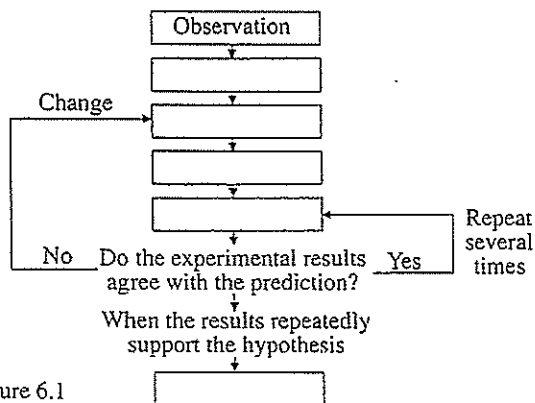 Observation
Change
Repeat
several
times
No
Do the experimental results
agree with the prediction?
Yes
When the results repeatedly
support the hypothesis
ure 6.1